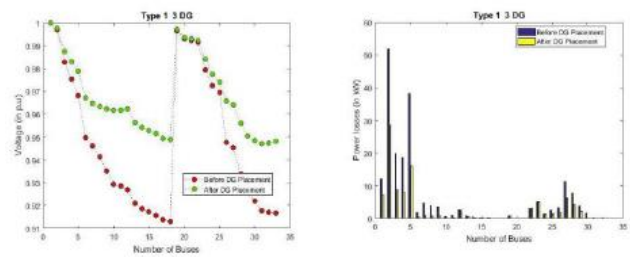 Type 1 3 DG
1
0.99
0.98
0.97
0.96
0.95
0.94
0.93
0.92
0.91
Voltage (in p.u)
Before DG Placement
After DG Placement
0 5 10 15 20 25 30 35
Number of Buses
Type 1 3 DG
60
50
40
30
20
10
0
Power losses (in kW)
Before DG Placement
After DG Placement
0 5 10 15 20 25 30 35
Number of Buses